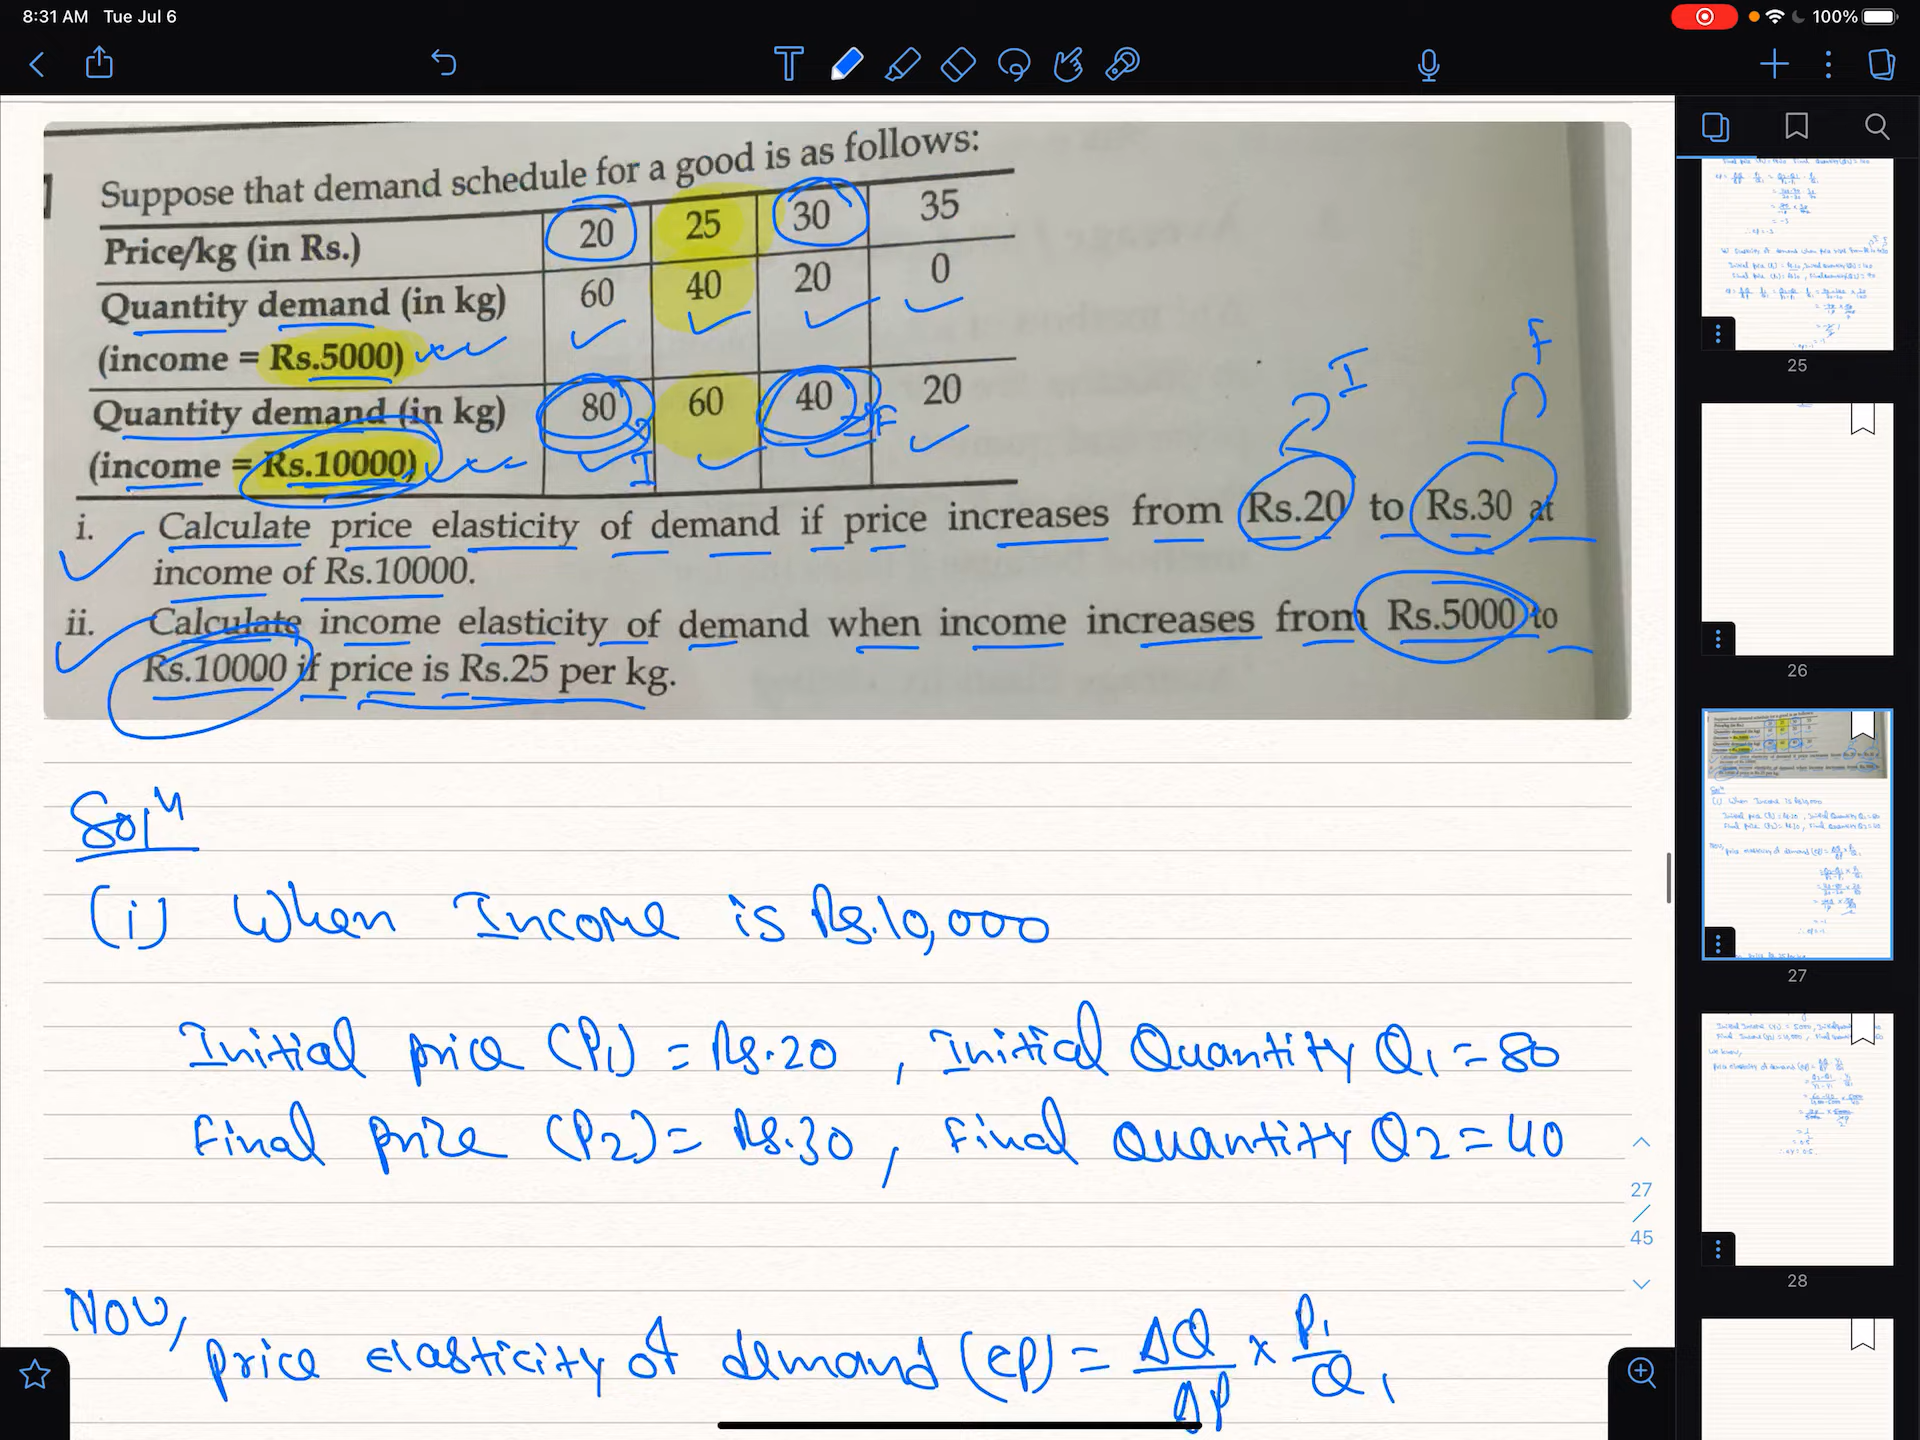 8:31 AM Tue Jul 6
100%
Suppose that demand schedule for a good is as follows:
Price/kg (in Rs.) 20 25 30 35
Quantity demand (in kg) 60 40 20 0
(income = Rs.5000)
Quantity demand (in kg) 80 60 40 20
(income = Rs.10000)
I F
I F
i. Calculate price elasticity of demand if price increases from Rs.20 to Rs.30 at
income of Rs.10000.
ii. Calculate income elasticity of demand when income increases from Rs.5000 to
Rs.10000 if price is Rs.25 per kg.
Solⁿ
(i) When Income is Rs.10,000
Initial price (P1) = Rs.20 , Initial Quantity Q1 = 80
Final price (P2) = Rs.30 , Final Quantity Q2 = 40
Now,
price elasticity of demand (ep) = ΔQ/ΔP × P1/Q1
27
/
45
25
26
27
28